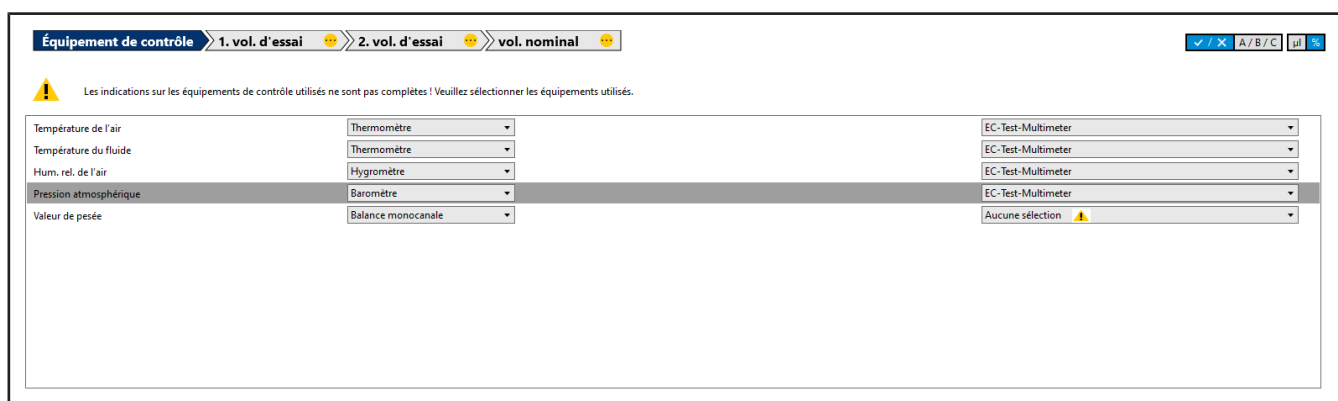 Équipement de contrôle 1. vol. d'essai 2. vol. d'essai vol. nominal ✓ / X A / B / C µl %
Les indications sur les équipements de contrôle utilisés ne sont pas complètes ! Veuillez sélectionner les équipements utilisés.
Température de l'air Thermomètre EC-Test-Multimeter
Température du fluide Thermomètre EC-Test-Multimeter
Hum. rel. de l'air Hygromètre EC-Test-Multimeter
Pression atmosphérique Baromètre EC-Test-Multimeter
Valeur de pesée Balance monocanale Aucune sélection